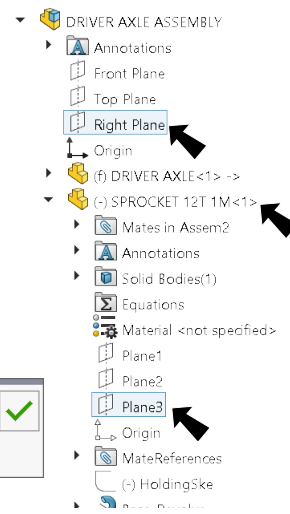 DRIVER AXLE ASSEMBLY
Annotations
Front Plane
Top Plane
Right Plane
Origin
(f) DRIVER AXLE<1> ->
(-) SPROCKET 12T 1M<1>
Mates in Assem2
Annotations
Solid Bodies(1)
Equations
Material <not specified>
Plane1
Plane2
Plane3
Origin
MateReferences
(-) HoldingSke